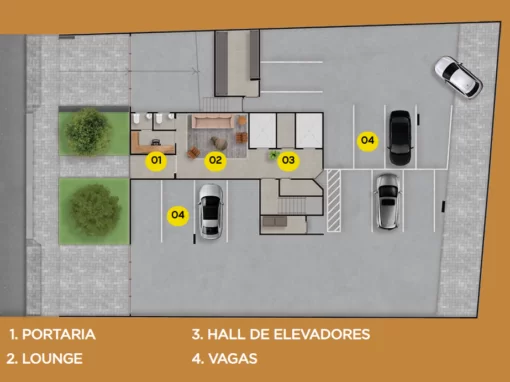 04
01
02
03
04
1. PORTARIA
2. LOUNGE
3. HALL DE ELEVADORES
4. VAGAS